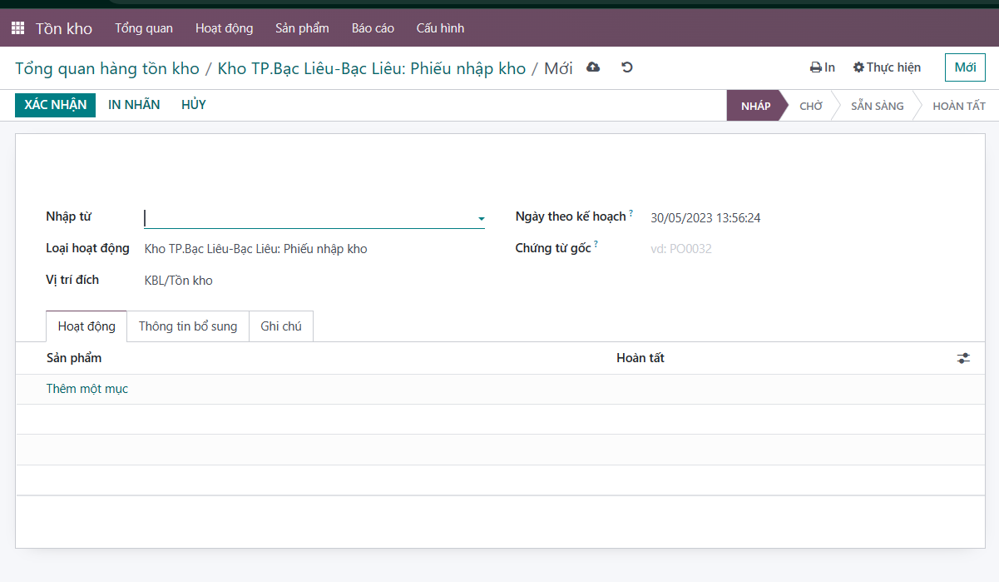 Tồn kho Tổng quan Hoạt động Sản phẩm Báo cáo Cấu hình
Tổng quan hàng tồn kho / Kho TP.Bạc Liêu-Bạc Liêu: Phiếu nhập kho / Mới In Thực hiện Mới
XÁC NHẬN IN NHÃN HỦY NHÁP CHỜ SẴN SÀNG HOÀN TẤT
Nhập từ Ngày theo kế hoạch ? 30/05/2023 13:56:24
Loại hoạt động Kho TP.Bạc Liêu-Bạc Liêu: Phiếu nhập kho Chứng từ gốc ? vd: PO0032
Vị trí đích KBL/Tồn kho
Hoạt động Thông tin bổ sung Ghi chú
Sản phẩm Hoàn tất
Thêm một mục